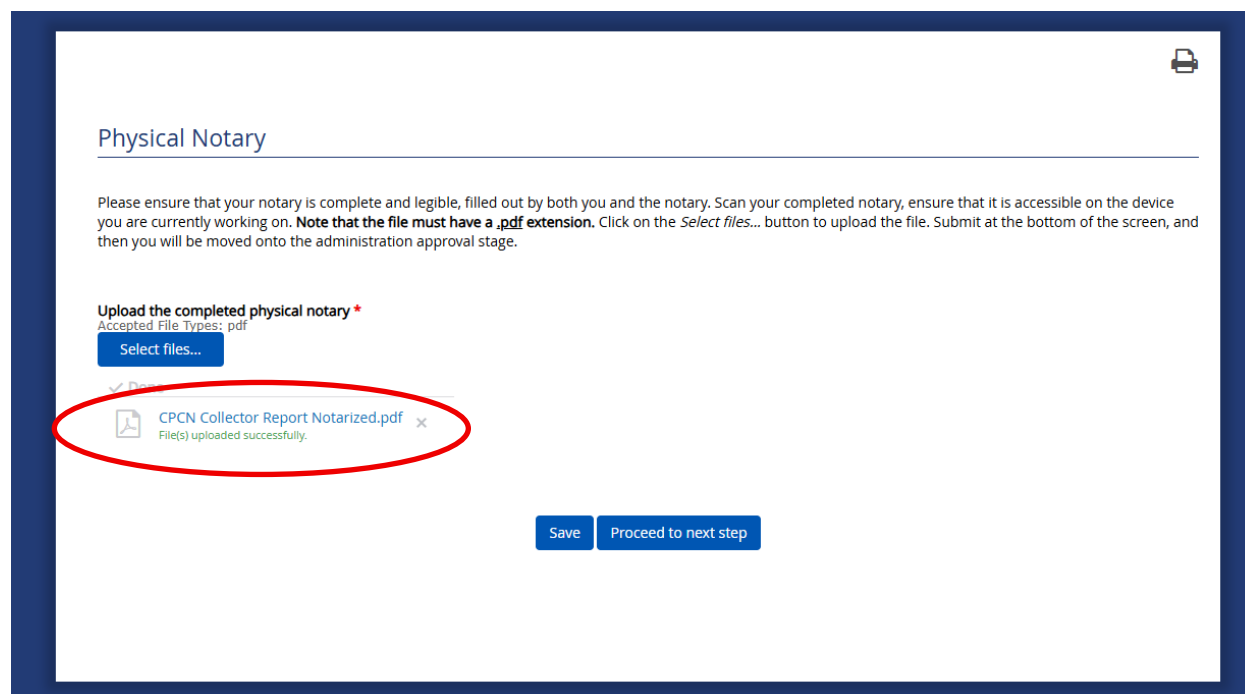 Physical Notary
Please ensure that your notary is complete and legible, filled out by both you and the notary. Scan your completed notary, ensure that it is accessible on the device
you are currently working on. Note that the file must have a .pdf extension. Click on the Select files... button to upload the file. Submit at the bottom of the screen, and
then you will be moved onto the administration approval stage.
Upload the completed physical notary *
Accepted File Types: pdf
Select files...
Done
CPCN Collector Report Notarized.pdf
File(s) uploaded successfully.
Save
Proceed to next step